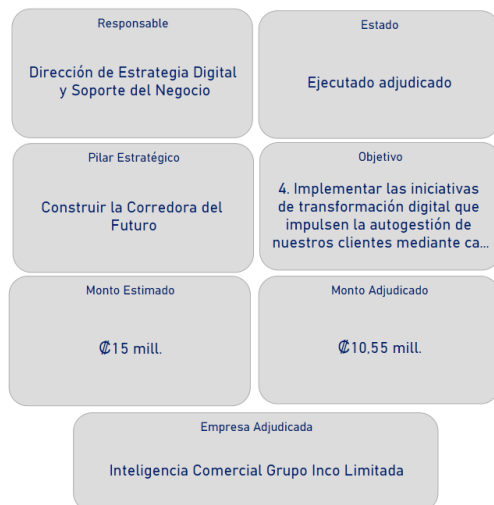 Responsable
Dirección de Estrategia Digital
y Soporte del Negocio
Estado
Ejecutado adjudicado
Pilar Estratégico
Construir la Corredora del
Futuro
Objetivo
4. Implementar las iniciativas
de transformación digital que
impulsen la autogestión de
nuestros clientes mediante ca...
Monto Estimado
₡15 mill.
Monto Adjudicado
₡10,55 mill.
Empresa Adjudicada
Inteligencia Comercial Grupo Inco Limitada